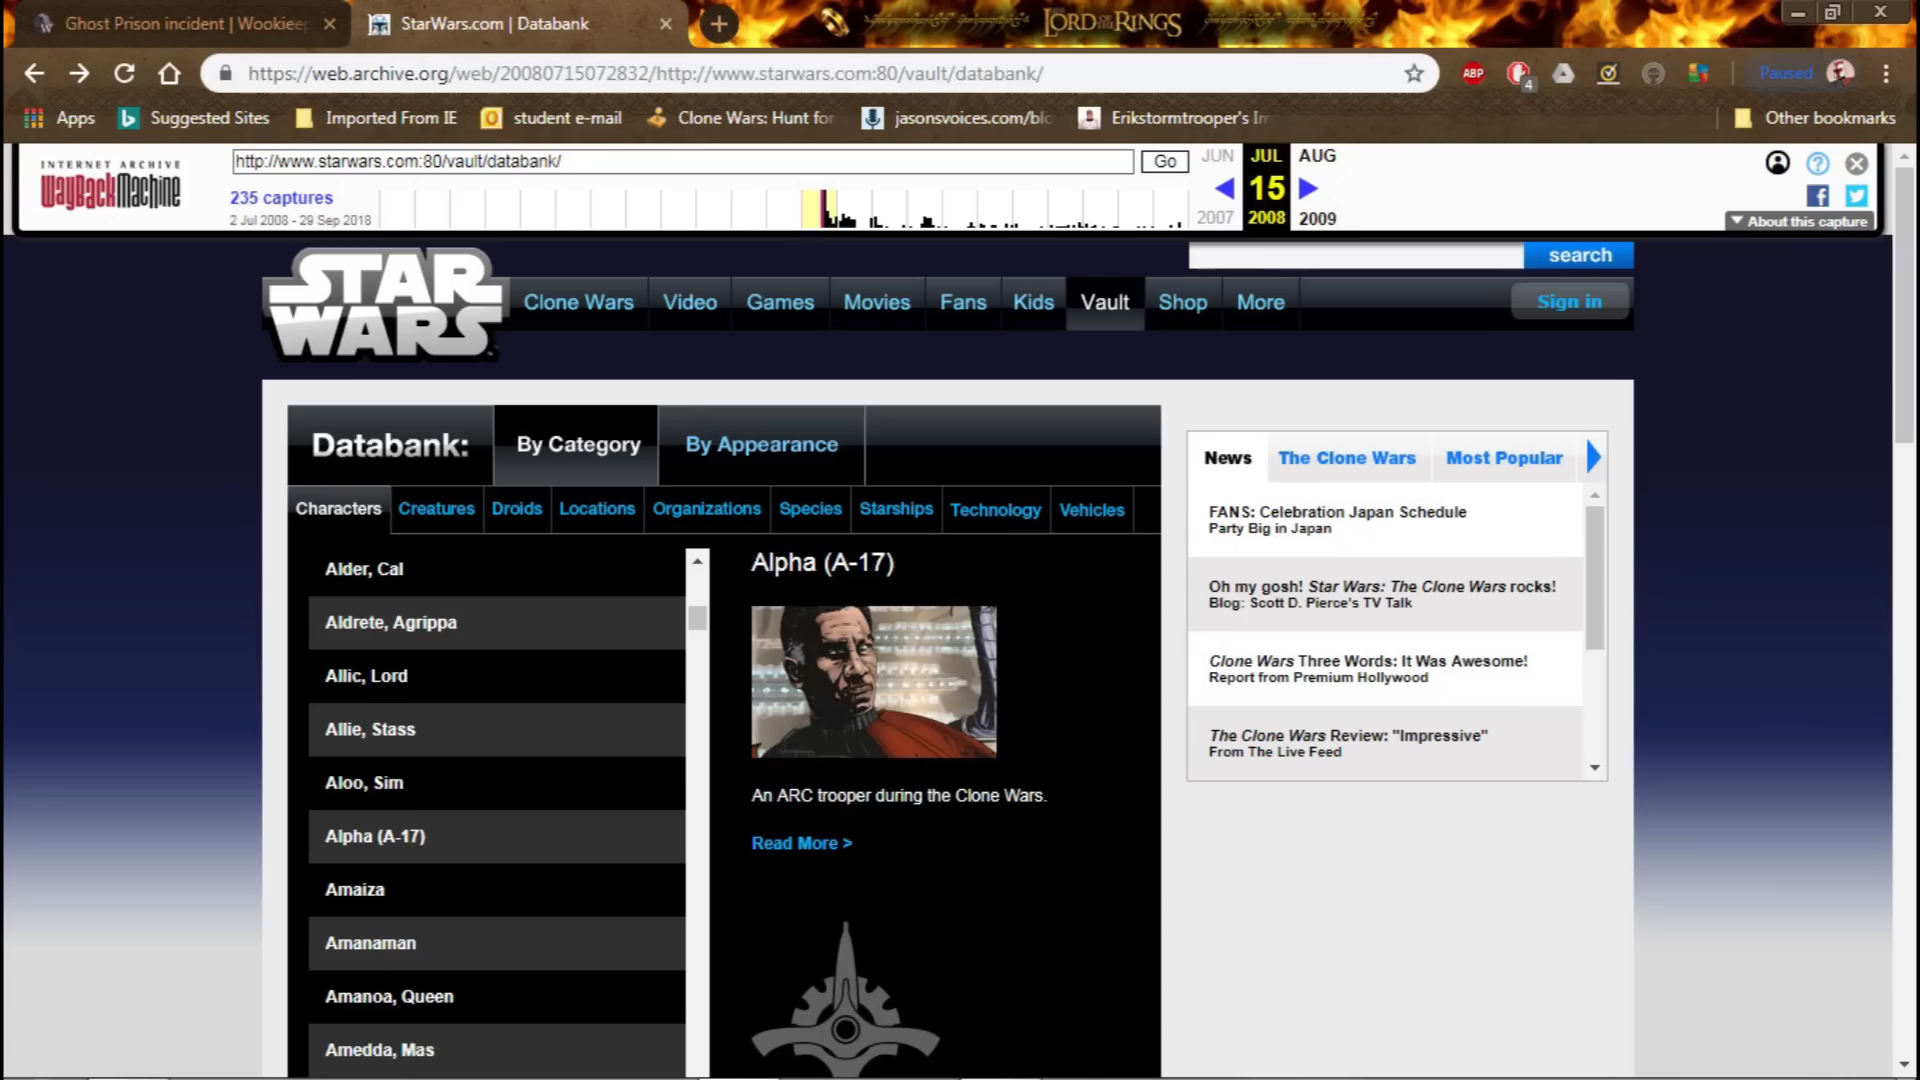 Ghost Prison incident | Wookiee
StarWars.com | Databank
LORD OF THE RINGS
https://web.archive.org/web/20080715072832/http://www.starwars.com:80/vault/databank/
ABP
4
Paused
Apps
Suggested Sites
Imported From IE
student e-mail
Clone Wars: Hunt for
jasonsvoices.com/blo
Erikstormtrooper's Im
Other bookmarks
INTERNET ARCHIVE
WayBackMachine
http://www.starwars.com:80/vault/databank/
Go
235 captures
2 Jul 2008 - 29 Sep 2018
JUN JUL AUG
15
2007 2008 2009
About this capture
search
STAR WARS
Clone Wars Video Games Movies Fans Kids Vault Shop More
Sign in
Databank: By Category By Appearance
Characters Creatures Droids Locations Organizations Species Starships Technology Vehicles
Alder, Cal
Aldrete, Agrippa
Allic, Lord
Allie, Stass
Aloo, Sim
Alpha (A-17)
Amaiza
Amanaman
Amanoa, Queen
Amedda, Mas
Alpha (A-17)
An ARC trooper during the Clone Wars.
Read More >
News The Clone Wars Most Popular
FANS: Celebration Japan Schedule
Party Big in Japan
Oh my gosh! Star Wars: The Clone Wars rocks!
Blog: Scott D. Pierce's TV Talk
Clone Wars Three Words: It Was Awesome!
Report from Premium Hollywood
The Clone Wars Review: "Impressive"
From The Live Feed